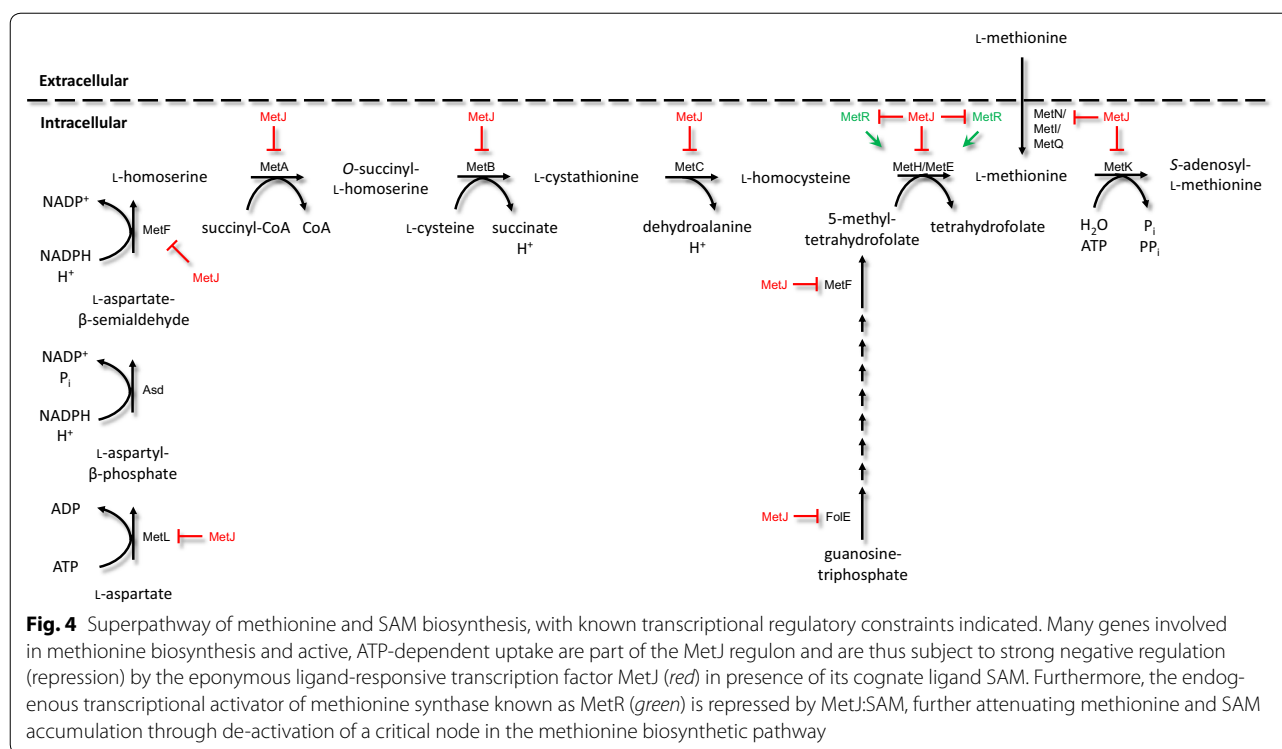 L-methionine
Extracellular
Intracellular
MetJ
MetJ
MetJ
MetR
MetJ
MetR
MetN/
MetI/
MetQ
MetJ
L-homoserine
MetA
O-succinyl-
L-homoserine
MetB
L-cystathionine
MetC
L-homocysteine
MetH/MetE
L-methionine
MetK
S-adenosyl-
L-methionine
succinyl-CoA
CoA
L-cysteine
succinate
H⁺
dehydroalanine
H⁺
5-methyl-
tetrahydrofolate
tetrahydrofolate
H₂O
ATP
Pᵢ
PPᵢ
NADP⁺
MetF
NADPH
H⁺
MetJ
L-aspartate-
β-semialdehyde
MetJ
MetF
NADP⁺
Pᵢ
Asd
NADPH
H⁺
L-aspartyl-
β-phosphate
ADP
MetL
MetJ
ATP
L-aspartate
MetJ
FolE
guanosine-
triphosphate
Fig. 4 Superpathway of methionine and SAM biosynthesis, with known transcriptional regulatory constraints indicated. Many genes involved
in methionine biosynthesis and active, ATP-dependent uptake are part of the MetJ regulon and are thus subject to strong negative regulation
(repression) by the eponymous ligand-responsive transcription factor MetJ (red) in presence of its cognate ligand SAM. Furthermore, the endog-
enous transcriptional activator of methionine synthase known as MetR (green) is repressed by MetJ:SAM, further attenuating methionine and SAM
accumulation through de-activation of a critical node in the methionine biosynthetic pathway